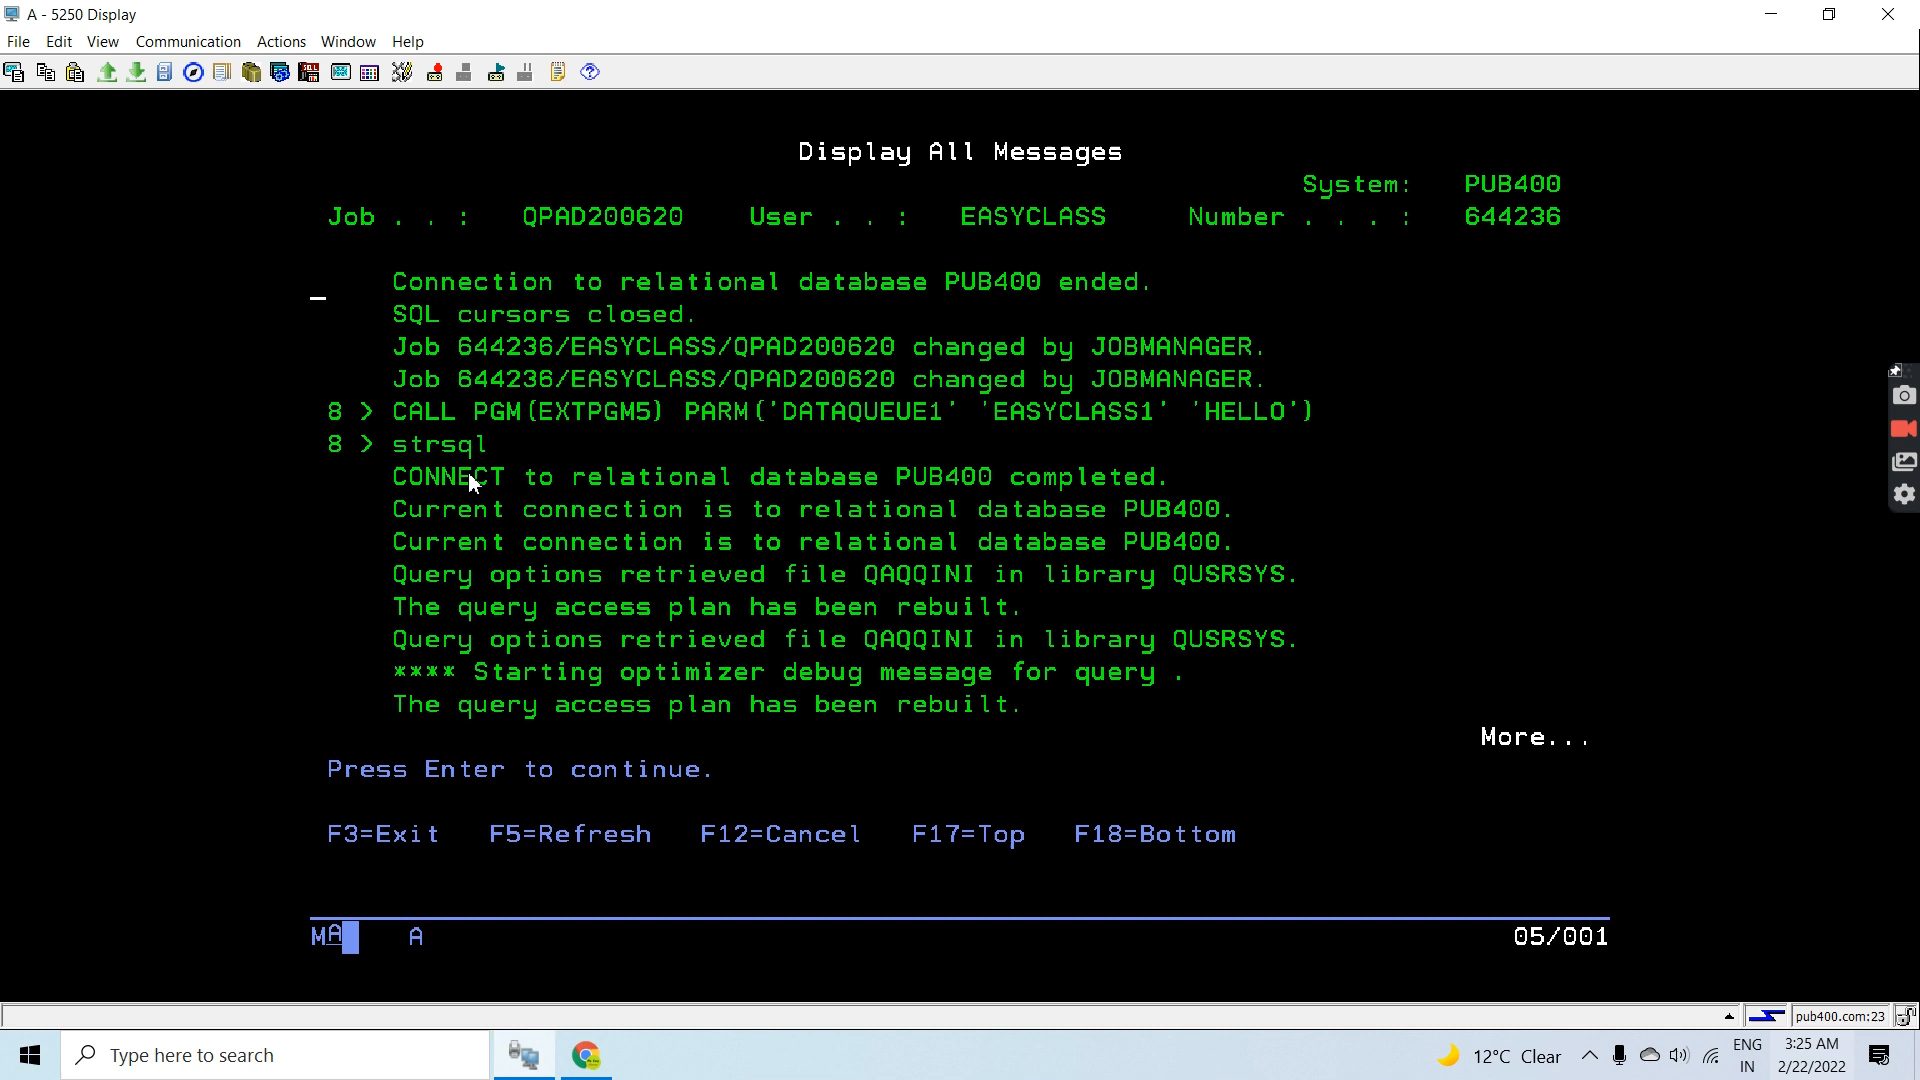 A - 5250 Display
File Edit View Communication Actions Window Help
Display All Messages
System: PUB400
Job . . : QPAD200620 User . . : EASYCLASS Number . . . : 644236
Connection to relational database PUB400 ended.
SQL cursors closed.
Job 644236/EASYCLASS/QPAD200620 changed by JOBMANAGER.
Job 644236/EASYCLASS/QPAD200620 changed by JOBMANAGER.
8 > CALL PGM(EXTPGM5) PARM('DATAQUEUE1' 'EASYCLASS1' 'HELLO')
8 > strsql
CONNECT to relational database PUB400 completed.
Current connection is to relational database PUB400.
Current connection is to relational database PUB400.
Query options retrieved file QAQQINI in library QUSRSYS.
The query access plan has been rebuilt.
Query options retrieved file QAQQINI in library QUSRSYS.
**** Starting optimizer debug message for query .
The query access plan has been rebuilt.
More...
Press Enter to continue.
F3=Exit F5=Refresh F12=Cancel F17=Top F18=Bottom
MA A 05/001
pub400.com:23
Type here to search
12°C Clear
ENG
IN
3:25 AM
2/22/2022